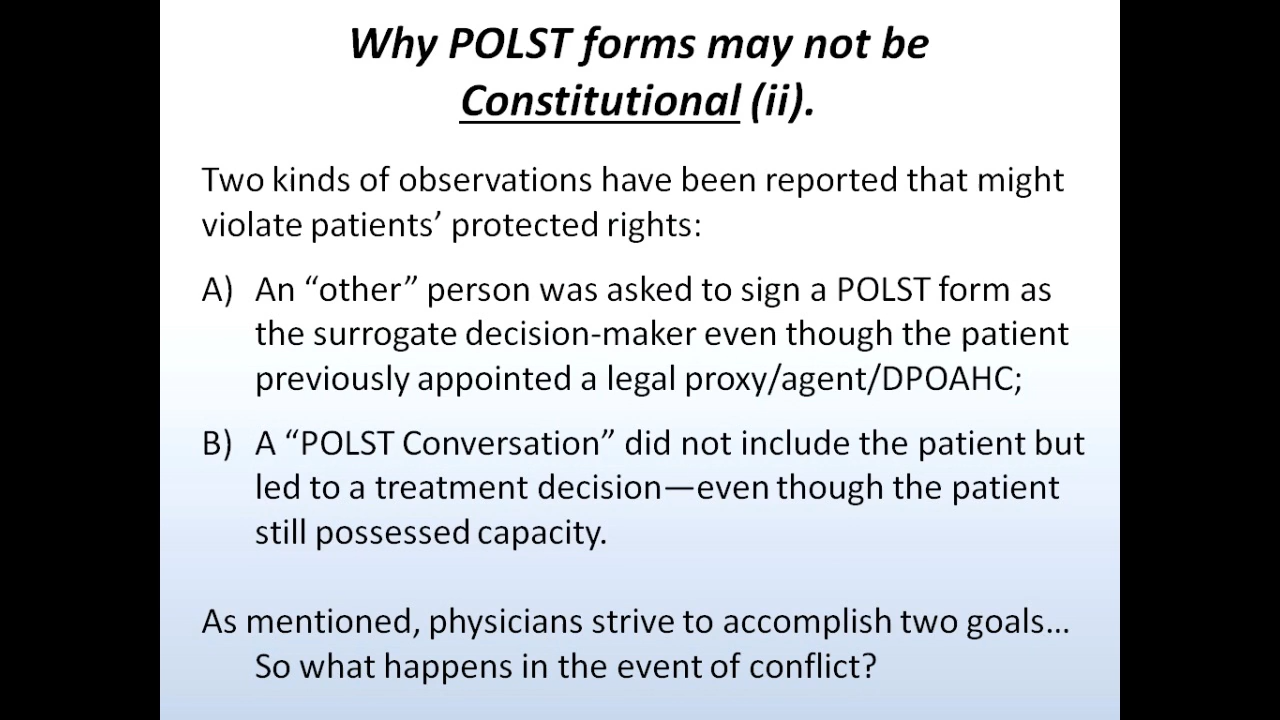 Why POLST forms may not be
Constitutional (ii).
Two kinds of observations have been reported that might
violate patients’ protected rights:
A) An “other” person was asked to sign a POLST form as
the surrogate decision-maker even though the patient
previously appointed a legal proxy/agent/DPOAHC;
B) A “POLST Conversation” did not include the patient but
led to a treatment decision—even though the patient
still possessed capacity.
As mentioned, physicians strive to accomplish two goals…
So what happens in the event of conflict?